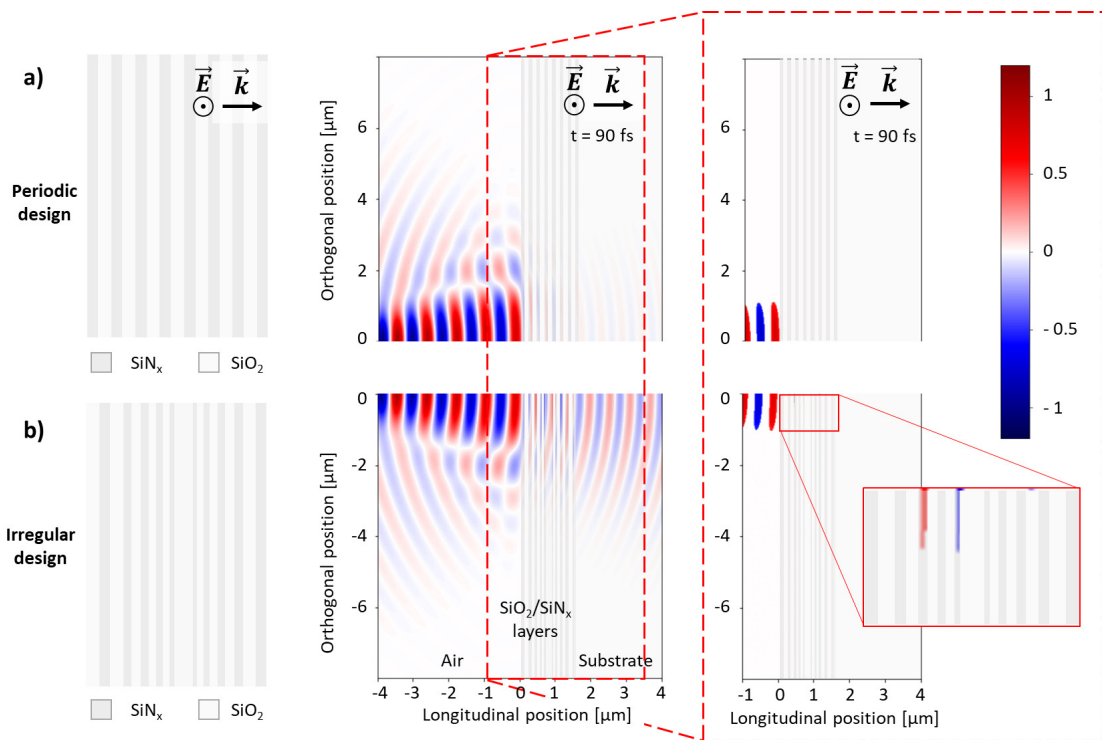 a)
E k
Periodic
design
SiNx SiO2
Orthogonal position [µm]
6
4
2
0
E k
t = 90 fs
E k
t = 90 fs
1
0.5
0
- 0.5
- 1
b)
Irregular
design
SiNx SiO2
Orthogonal position [µm]
0
-2
-4
-6
SiO2/SiNx
layers
Air
Substrate
-4 -3 -2 -1 0 1 2 3 4
Longitudinal position [µm]
6
4
2
0
0
-2
-4
-6
-1 0 2 4
Longitudinal position [µm]